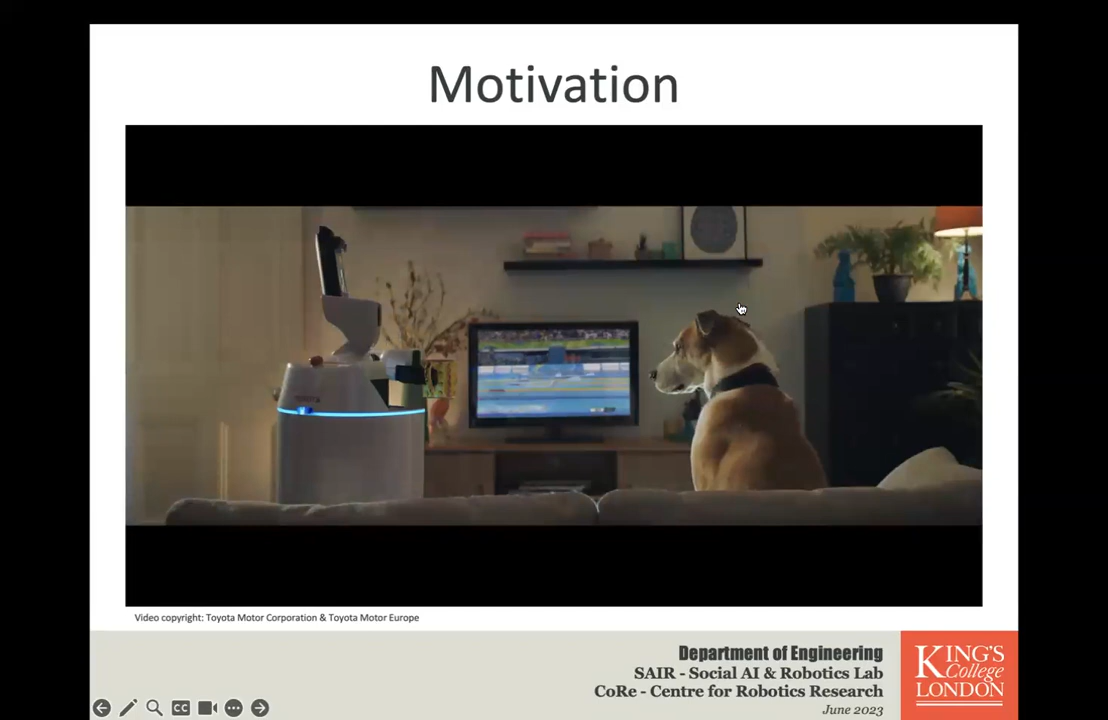 Motivation
Video copyright: Toyota Motor Corporation & Toyota Motor Europe
Department of Engineering
SAIR - Social AI & Robotics Lab
CoRe - Centre for Robotics Research
June 2023
KING'S
College
LONDON
CC